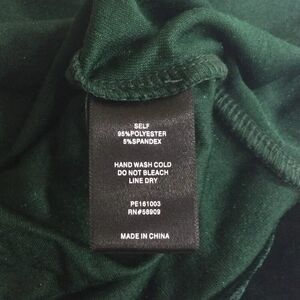 SELF
95%POLYESTER
5%SPANDEX
HAND WASH COLD
DO NOT BLEACH
LINE DRY
PE161003
RN#58909
MADE IN CHINA